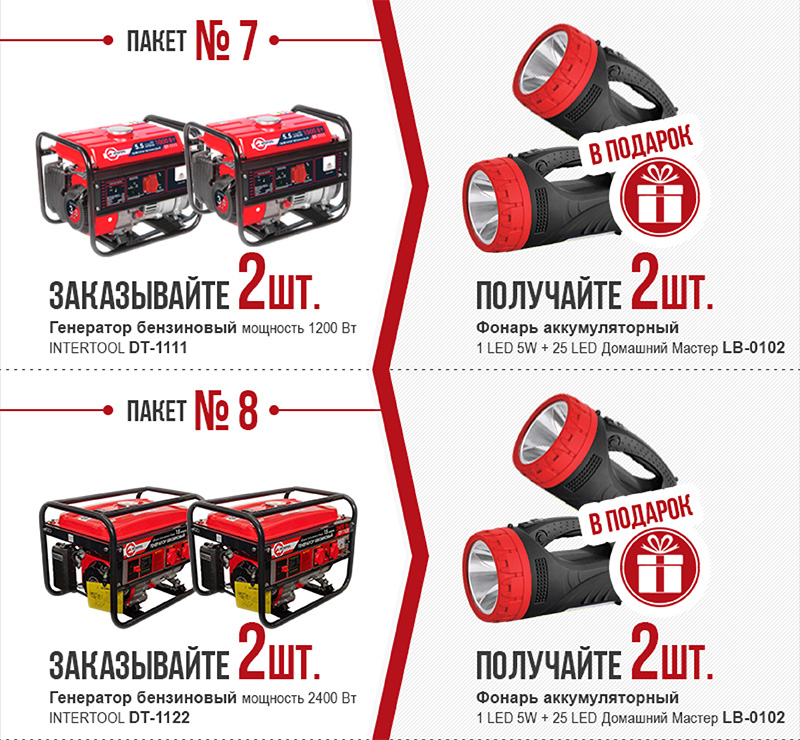 ПАКЕТ № 7
В ПОДАРОК
ЗАКАЗЫВАЙТЕ 2ШТ.
Генератор бензиновый мощность 1200 Вт
INTERTOOL DT-1111
ПОЛУЧАЙТЕ 2ШТ.
Фонарь аккумуляторный
1 LED 5W + 25 LED Домашний Мастер LB-0102
ПАКЕТ № 8
В ПОДАРОК
ЗАКАЗЫВАЙТЕ 2ШТ.
Генератор бензиновый мощность 2400 Вт
INTERTOOL DT-1122
ПОЛУЧАЙТЕ 2ШТ.
Фонарь аккумуляторный
1 LED 5W + 25 LED Домашний Мастер LB-0102